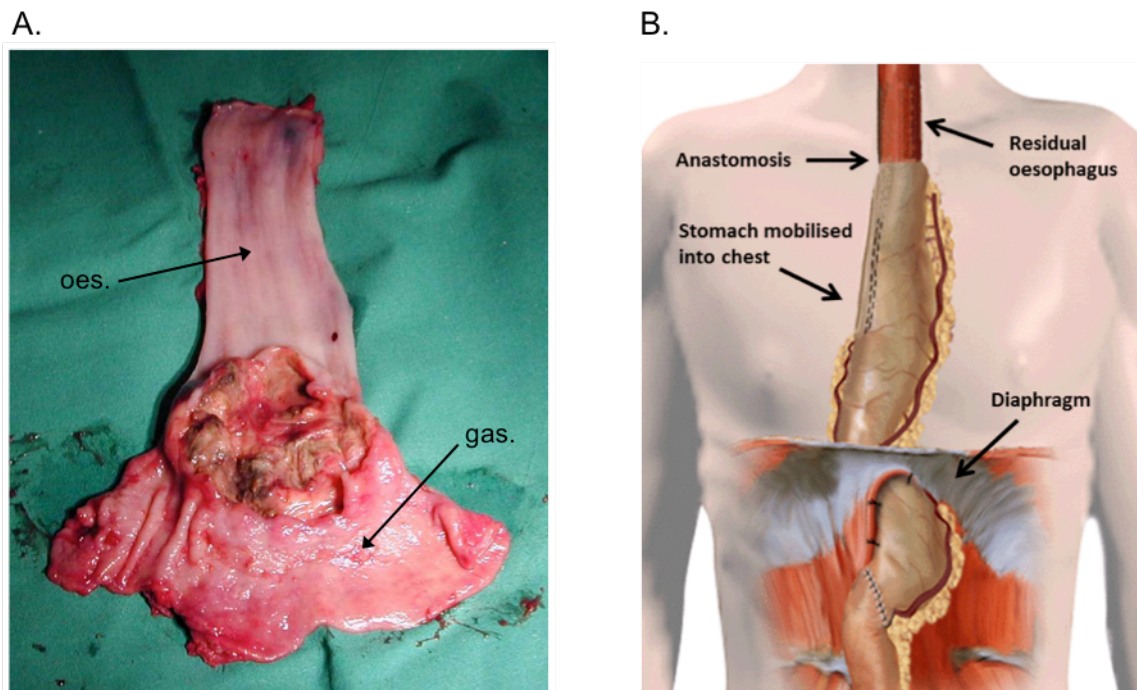 A.
oes.
gas.
B.
Anastomosis
Residual
oesophagus
Stomach mobilised
into chest
Diaphragm